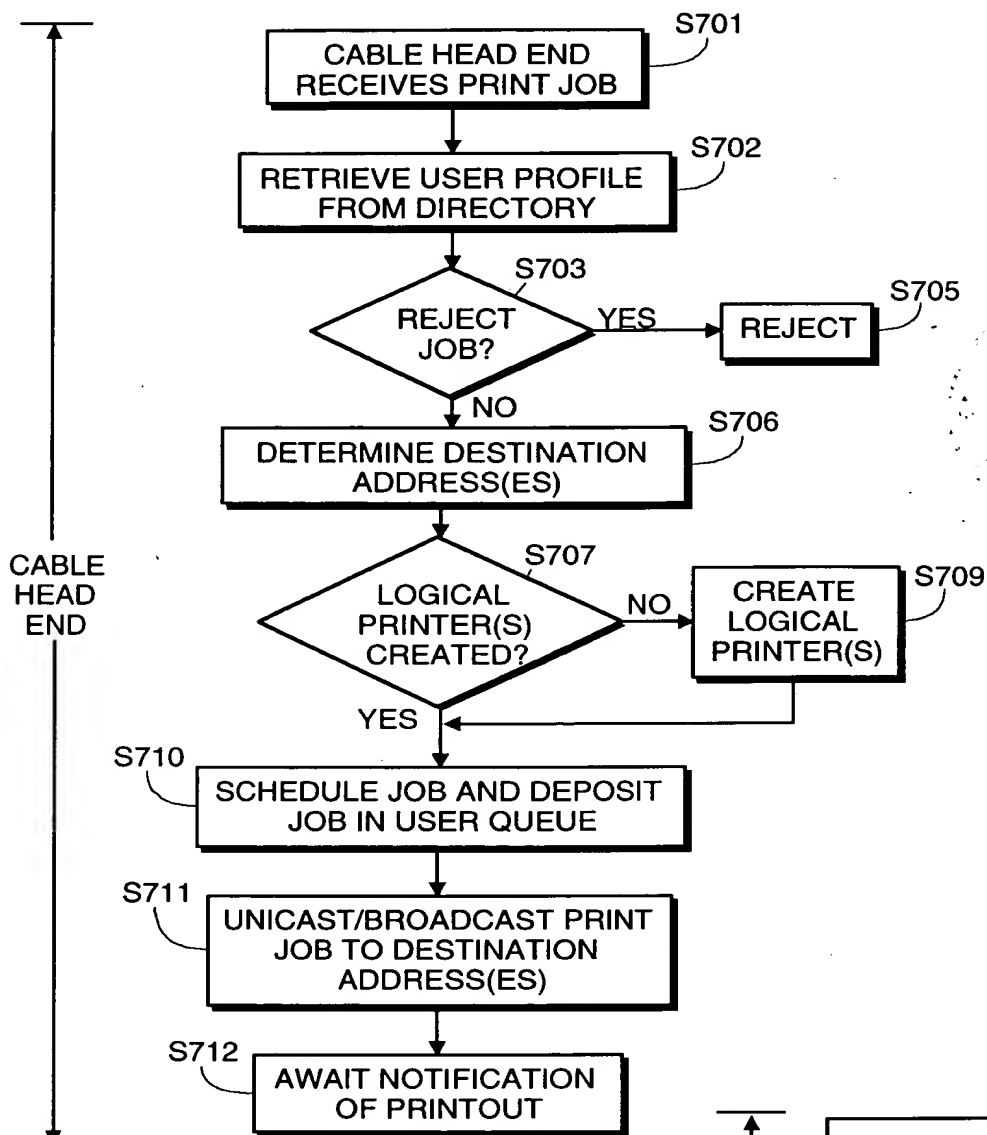 S701
CABLE HEAD END
RECEIVES PRINT JOB
S702
RETRIEVE USER PROFILE
FROM DIRECTORY
S703
REJECT
JOB?
YES
S705
REJECT
NO
S706
DETERMINE DESTINATION
ADDRESS(ES)
CABLE
HEAD
END
S707
LOGICAL
PRINTER(S)
CREATED?
NO
S709
CREATE
LOGICAL
PRINTER(S)
YES
S710
SCHEDULE JOB AND DEPOSIT
JOB IN USER QUEUE
S711
UNICAST/BROADCAST PRINT
JOB TO DESTINATION
ADDRESS(ES)
S712
AWAIT NOTIFICATION
OF PRINTOUT